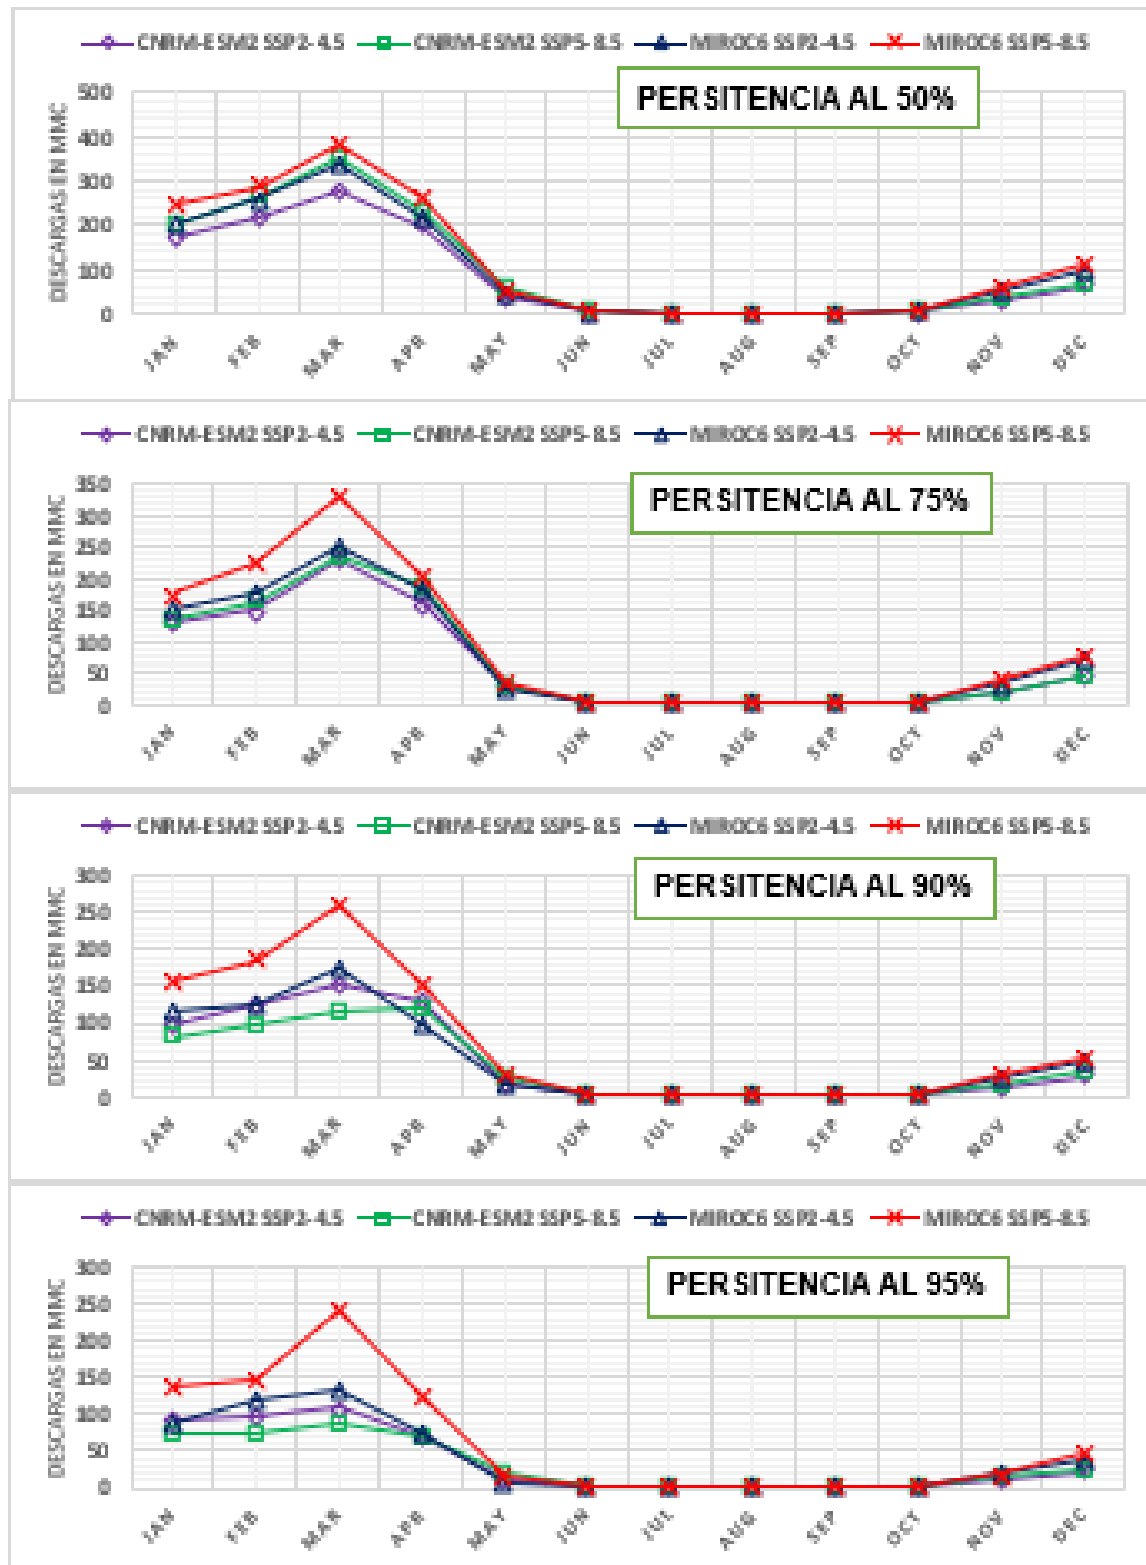 CNRM-ESM2 SSP2-4.5 CNRM-ESM2 SSP5-8.5 MIROC6 SSP2-4.5 MIROC6 SSP5-8.5
PERSITENCIA AL 50%
DESCARGAS EN MMC
500
400
300
200
100
0
JAN FEB MAR APR MAY JUN JUL AUG SEP OCT NOV DEC
CNRM-ESM2 SSP2-4.5 CNRM-ESM2 SSP5-8.5 MIROC6 SSP2-4.5 MIROC6 SSP5-8.5
PERSITENCIA AL 75%
DESCARGAS EN MMC
350
300
250
200
150
100
50
0
JAN FEB MAR APR MAY JUN JUL AUG SEP OCT NOV DEC
CNRM-ESM2 SSP2-4.5 CNRM-ESM2 SSP5-8.5 MIROC6 SSP2-4.5 MIROC6 SSP5-8.5
PERSITENCIA AL 90%
DESCARGAS EN MMC
300
250
200
150
100
50
0
JAN FEB MAR APR MAY JUN JUL AUG SEP OCT NOV DEC
CNRM-ESM2 SSP2-4.5 CNRM-ESM2 SSP5-8.5 MIROC6 SSP2-4.5 MIROC6 SSP5-8.5
PERSITENCIA AL 95%
DESCARGAS EN MMC
300
250
200
150
100
50
0
JAN FEB MAR APR MAY JUN JUL AUG SEP OCT NOV DEC